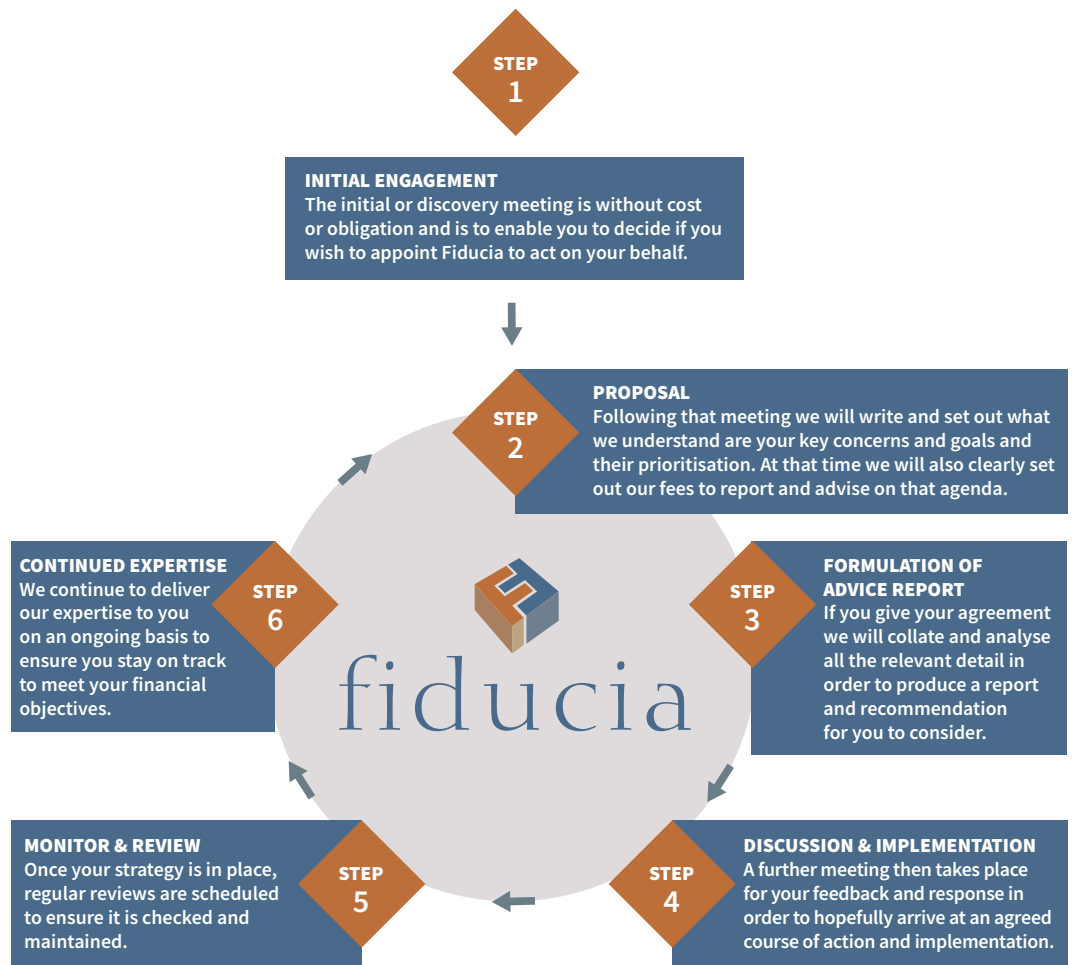 STEP
1
INITIAL ENGAGEMENT
The initial or discovery meeting is without cost
or obligation and is to enable you to decide if you
wish to appoint Fiducia to act on your behalf.
STEP
2
PROPOSAL
Following that meeting we will write and set out what
we understand are your key concerns and goals and
their prioritisation. At that time we will also clearly set
out our fees to report and advise on that agenda.
STEP
3
FORMULATION OF
ADVICE REPORT
If you give your agreement
we will collate and analyse
all the relevant detail in
order to produce a report
and recommendation
for you to consider.
STEP
4
DISCUSSION & IMPLEMENTATION
A further meeting then takes place
for your feedback and response in
order to hopefully arrive at an agreed
course of action and implementation.
STEP
5
MONITOR & REVIEW
Once your strategy is in place,
regular reviews are scheduled
to ensure it is checked and
maintained.
STEP
6
CONTINUED EXPERTISE
We continue to deliver
our expertise to you
on an ongoing basis to
ensure you stay on track
to meet your financial
objectives.
fiducia